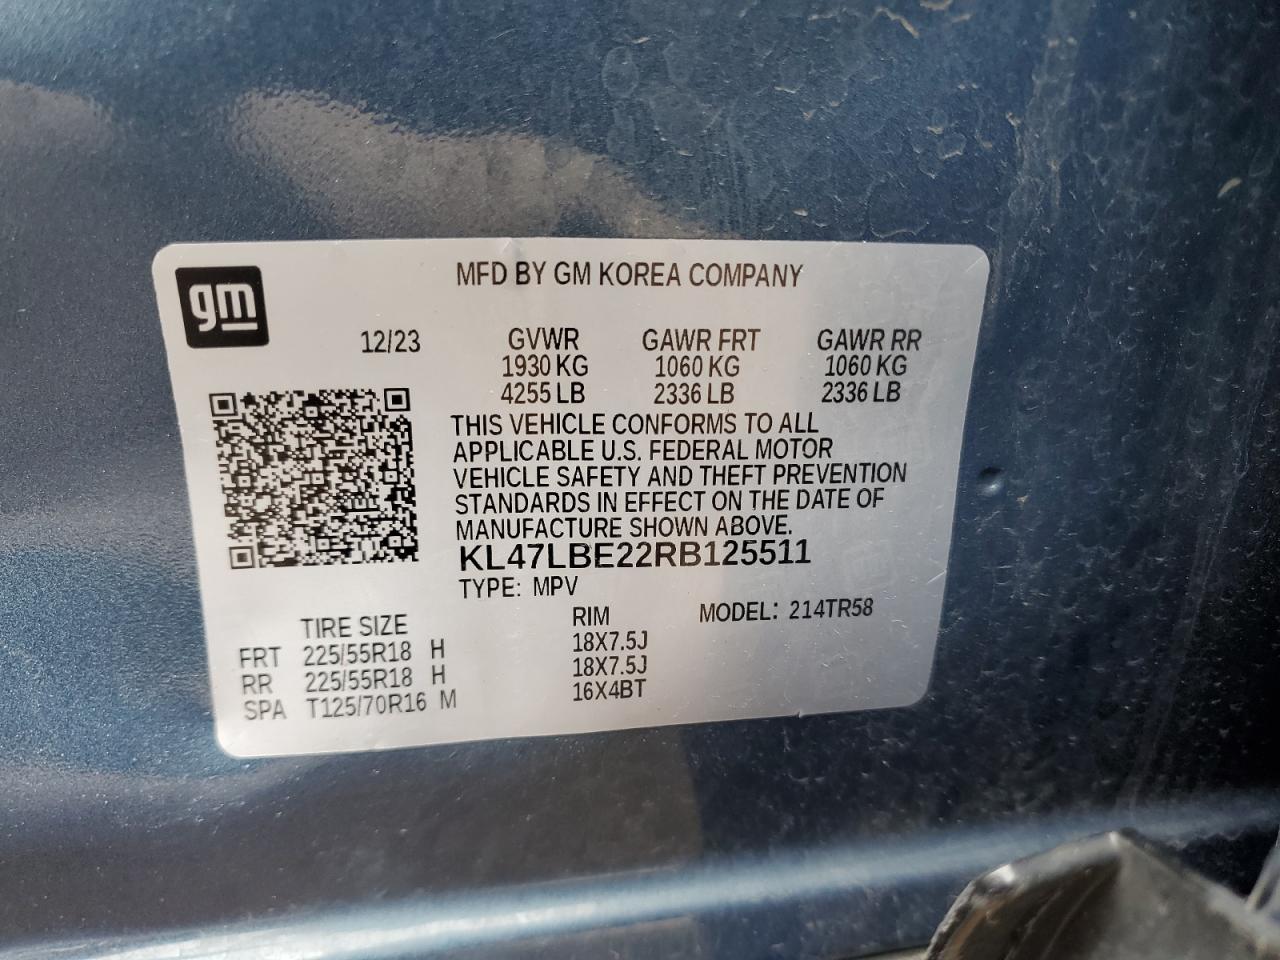 gm
MFD BY GM KOREA COMPANY
12/23 GVWR GAWR FRT GAWR RR
1930 KG 1060 KG 1060 KG
4255 LB 2336 LB 2336 LB
THIS VEHICLE CONFORMS TO ALL
APPLICABLE U.S. FEDERAL MOTOR
VEHICLE SAFETY AND THEFT PREVENTION
STANDARDS IN EFFECT ON THE DATE OF
MANUFACTURE SHOWN ABOVE.
KL47LBE22RB125511
TYPE: MPV
TIRE SIZE RIM MODEL: 214TR58
FRT 225/55R18 H 18X7.5J
RR 225/55R18 H 18X7.5J
SPA T125/70R16 M 16X4BT